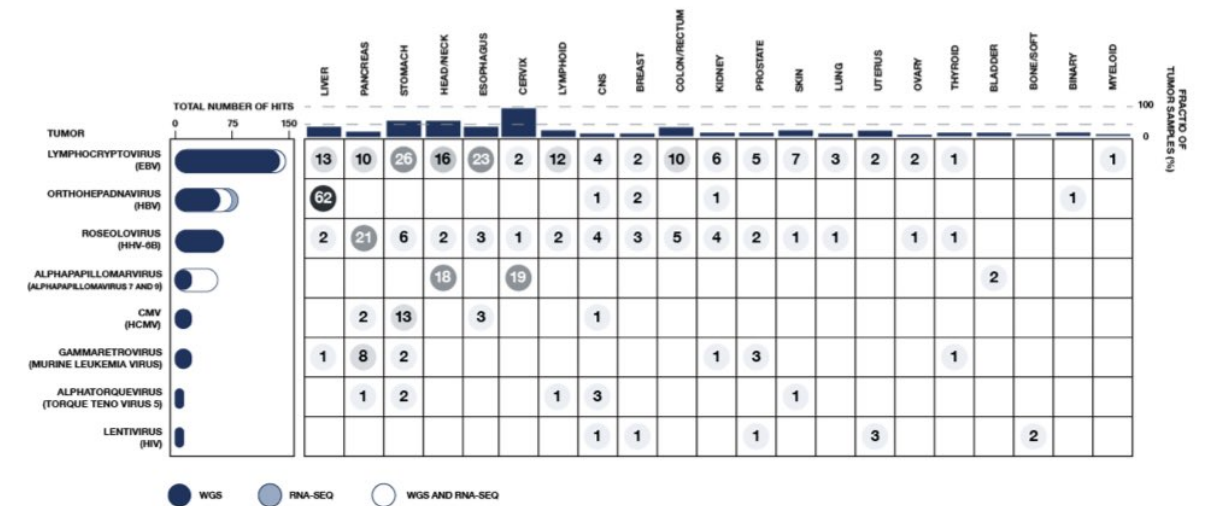 LIVER PANCREAS STOMACH HEAD/NECK ESOPHAGUS CERVIX LYMPHOID CNS BREAST COLON/RECTUM KIDNEY PROSTATE SKIN LUNG UTERUS OVARY THYROID BLADDER BONE/SOFT BINARY MYELOID
TOTAL NUMBER OF HITS
0 75 150
100
0
FRACTIO OF
TUMOR SAMPLES (%)
TUMOR
LYMPHOCRYPTOVIRUS
(EBV)
13 10 26 16 23 2 12 4 2 10 6 5 7 3 2 2 1 1
ORTHOHEPADNAVIRUS
(HBV)
62 1 2 1 1
ROSEOLOVIRUS
(HHV-6B)
2 21 6 2 3 1 2 4 3 5 4 2 1 1 1 1
ALPHAPAPILLOMARVIRUS
(ALPHAPAPILLOMAVIRUS 7 AND 9)
18 19 2
CMV
(HCMV)
2 13 3 1
GAMMARETROVIRUS
(MURINE LEUKEMIA VIRUS)
1 8 2 1 3 1
ALPHATORQUEVIRUS
(TORQUE TENO VIRUS 5)
1 2 1 3 1
LENTIVIRUS
(HIV)
1 1 1 3 2
WGS RNA-SEQ WGS AND RNA-SEQ